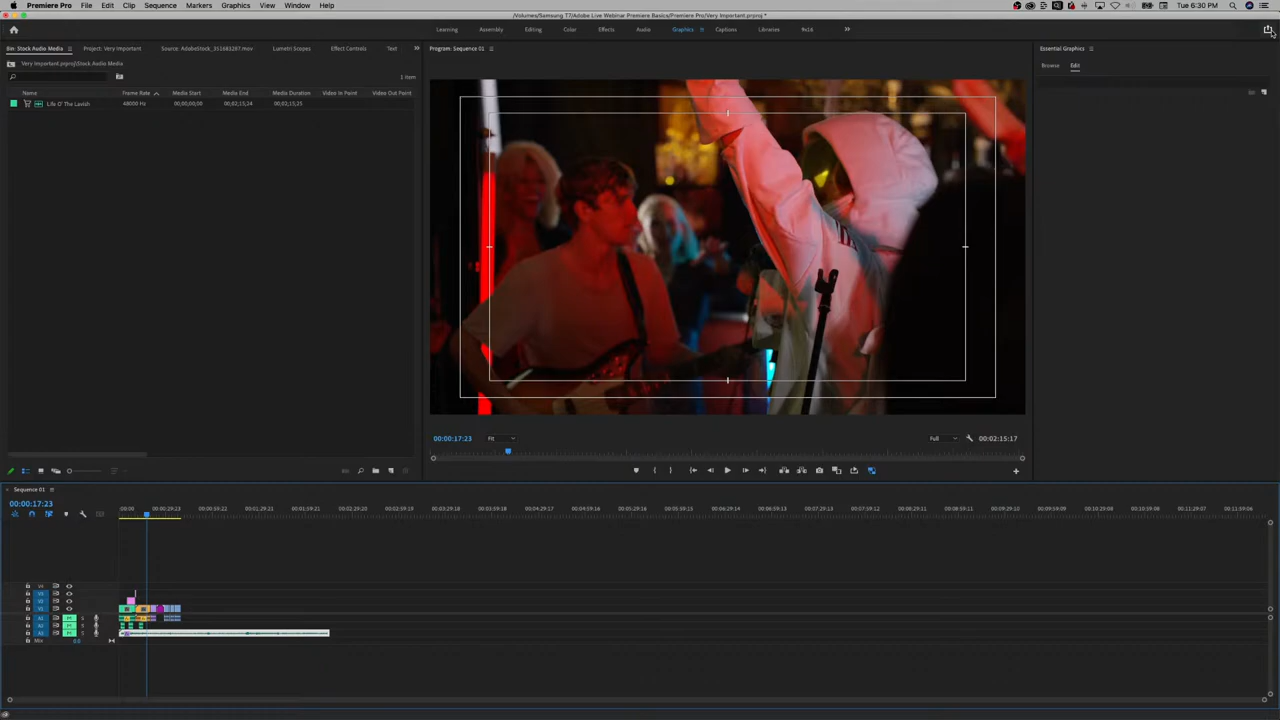 Premiere Pro File Edit Clip Sequence Markers Graphics View Window Help Tue 6:30 PM
/Volumes/Samsung T7/Adobe Live Webinar Premiere Basics/Premiere Pro/Very Important.prproj *
Learning Assembly Editing Color Effects Audio Graphics Captions Libraries 9x16
Bin: Stock Audio Media Project: Very Important Source: AdobeStock_351683287.mov Lumetri Scopes Effect Controls Text
Program: Sequence 01
Essential Graphics
Very Important.prproj\Stock Audio Media
Browse Edit
1 Item
Name Frame Rate Media Start Media End Media Duration Video In Point Video Out Point
Life O' The Lavish 48000 Hz 00;00;00;00 00;02;15;24 00;02;15;25
00:00:17:23 Fit Full 00:02:15:17
Sequence 01
00:00:17:23
:00:00 00:00:29:23 00:00:59:22 00:01:29:21 00:01:59:21 00:02:29:20 00:02:59:19 00:03:29:18 00:03:59:18 00:04:29:17 00:04:59:16 00:05:29:16 00:05:59:15 00:06:29:14 00:06:59:13 00:07:29:13 00:07:59:12 00:08:29:11 00:08:59:11 00:09:29:10 00:09:59:09 00:10:29:08 00:10:59:08 00:11:29:07 00:11:59:06
V4
V3
V2
V1
A1 M S
A2 M S
A3 M S
Mix 0.0